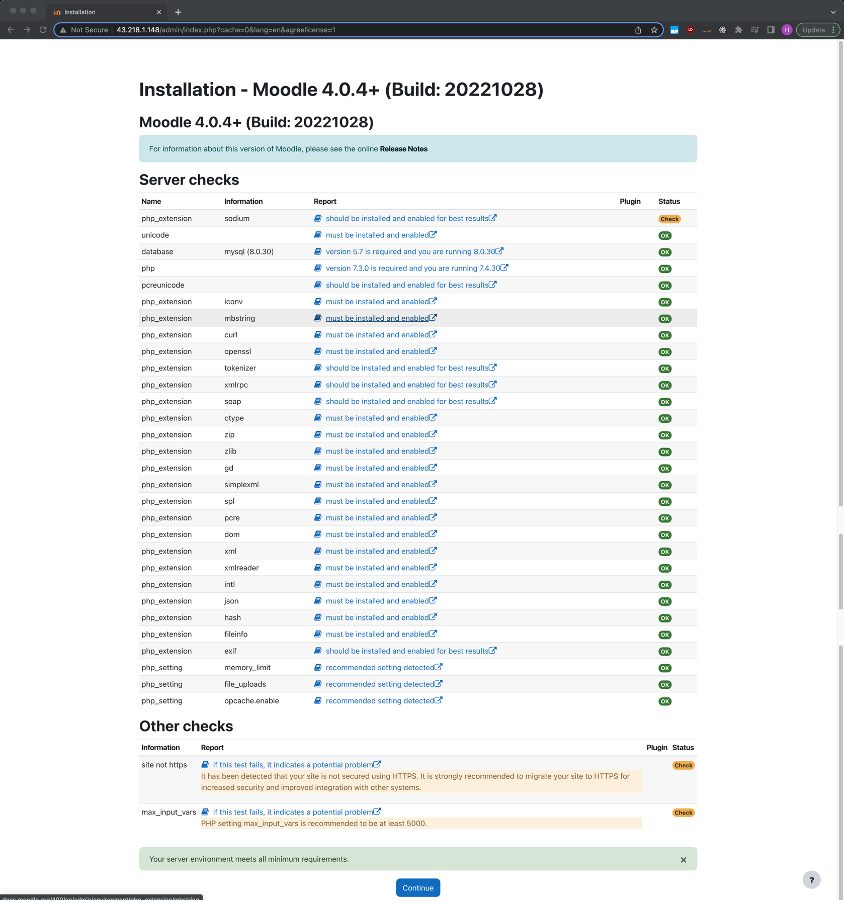 Installation
Not Secure 43.218.1.148/admin/index.php?cache=0&lang=en&agreelicense=1
H
Update
Installation - Moodle 4.0.4+ (Build: 20221028)
Moodle 4.0.4+ (Build: 20221028)
For information about this version of Moodle, please see the online Release Notes
Server checks
Name Information Report Plugin Status
php_extension sodium should be installed and enabled for best results Check
unicode must be installed and enabled OK
database mysql (8.0.30) version 5.7 is required and you are running 8.0.30 OK
php version 7.3.0 is required and you are running 7.4.30 OK
pcreunicode should be installed and enabled for best results OK
php_extension iconv must be installed and enabled OK
php_extension mbstring must be installed and enabled OK
php_extension curl must be installed and enabled OK
php_extension openssl must be installed and enabled OK
php_extension tokenizer should be installed and enabled for best results OK
php_extension xmlrpc should be installed and enabled for best results OK
php_extension soap should be installed and enabled for best results OK
php_extension ctype must be installed and enabled OK
php_extension zip must be installed and enabled OK
php_extension zlib must be installed and enabled OK
php_extension gd must be installed and enabled OK
php_extension simplexml must be installed and enabled OK
php_extension spl must be installed and enabled OK
php_extension pcre must be installed and enabled OK
php_extension dom must be installed and enabled OK
php_extension xml must be installed and enabled OK
php_extension xmlreader must be installed and enabled OK
php_extension intl must be installed and enabled OK
php_extension json must be installed and enabled OK
php_extension hash must be installed and enabled OK
php_extension fileinfo must be installed and enabled OK
php_extension exif should be installed and enabled for best results OK
php_setting memory_limit recommended setting detected OK
php_setting file_uploads recommended setting detected OK
php_setting opcache.enable recommended setting detected OK
Other checks
Information Report Plugin Status
site not https if this test fails, it indicates a potential problem Check
It has been detected that your site is not secured using HTTPS. It is strongly recommended to migrate your site to HTTPS for
increased security and improved integration with other systems.
max_input_vars if this test fails, it indicates a potential problem Check
PHP setting max_input_vars is recommended to be at least 5000.
Your server environment meets all minimum requirements.
Continue
?